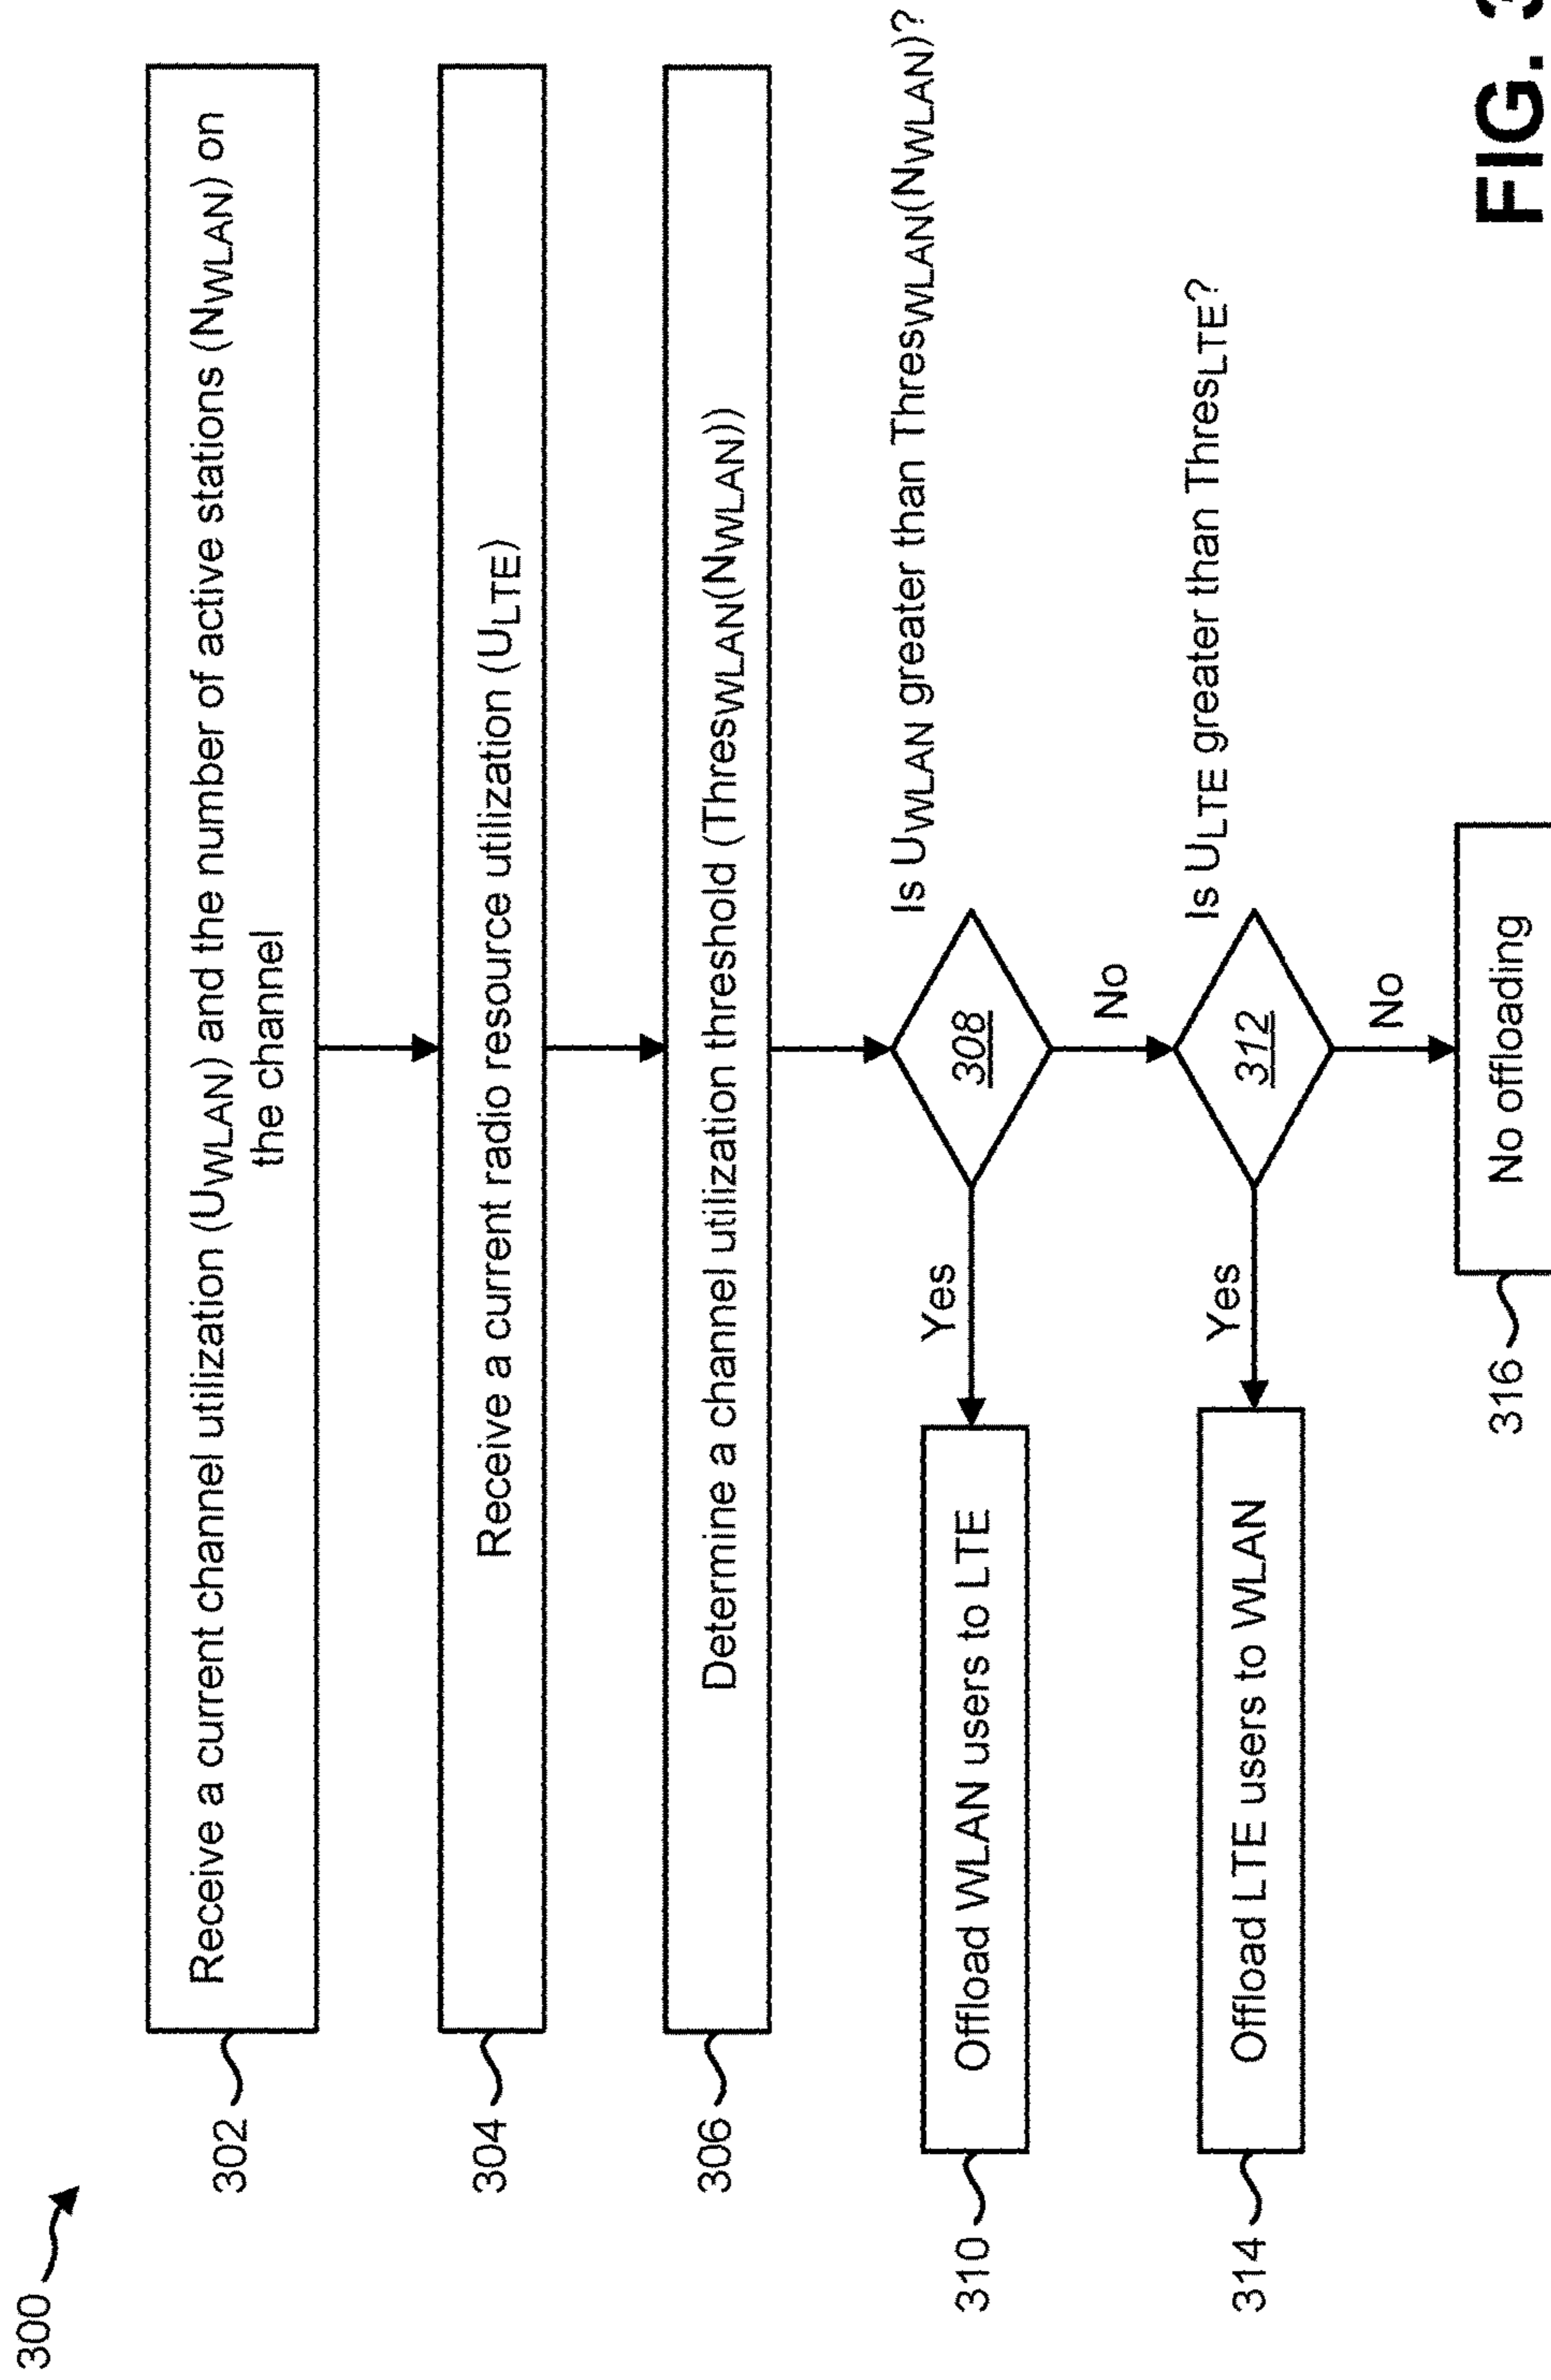 300
302
Receive a current channel utilization (UWLAN) and the number of active stations (NWLAN) on
the channel
304
Receive a current radio resource utilization (ULTE)
306
Determine a channel utilization threshold (ThresWLAN(NWLAN))
Is UWLAN greater than ThresWLAN(NWLAN)?
308
Yes
No
310
Offload WLAN users to LTE
Is ULTE greater than ThresLTE?
312
Yes
No
314
Offload LTE users to WLAN
316
No offloading
FIG. 3